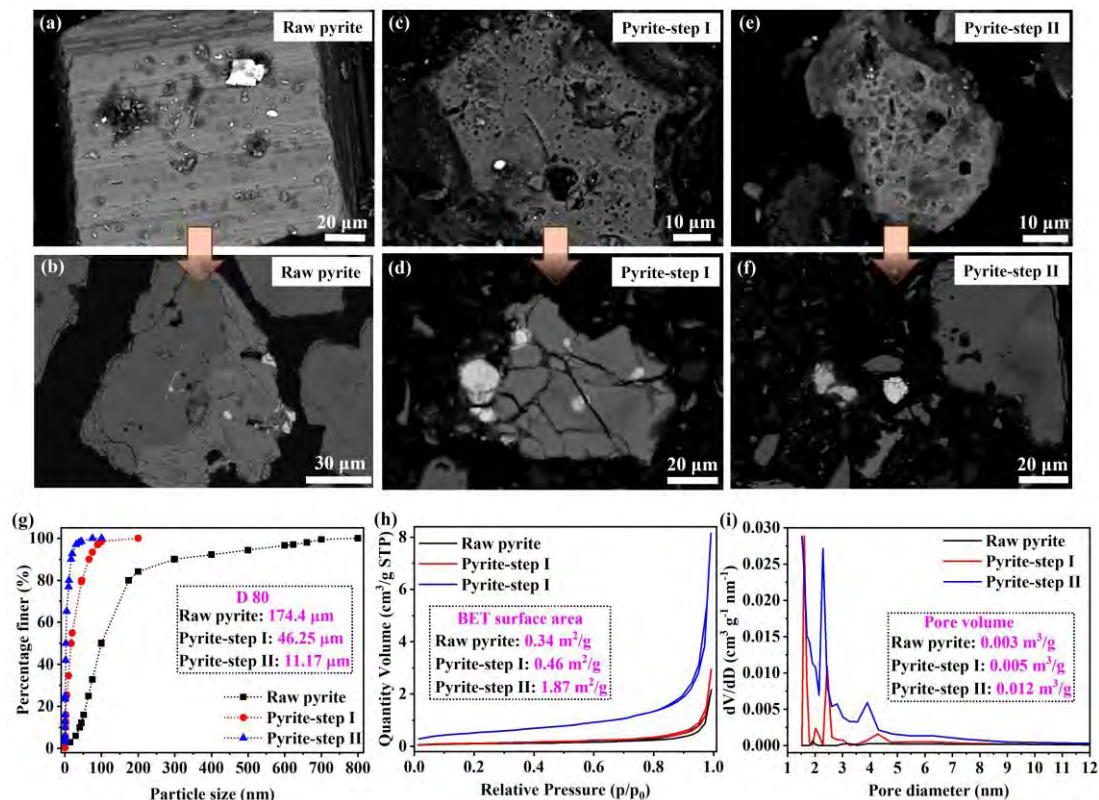 (a)
Raw pyrite
20 µm
(c)
Pyrite-step I
10 µm
(e)
Pyrite-step II
10 µm
(b)
Raw pyrite
30 µm
(d)
Pyrite-step I
20 µm
(f)
Pyrite-step II
20 µm
(g)
Percentage finer (%)
100
80
60
40
20
0
D 80
Raw pyrite: 174.4 µm
Pyrite-step I: 46.25 µm
Pyrite-step II: 11.17 µm
Raw pyrite
Pyrite-step I
Pyrite-step II
0 100 200 300 400 500 600 700 800
Particle size (nm)
(h)
Quantity Volume (cm³/g STP)
8
6
4
2
0
Raw pyrite
Pyrite-step I
Pyrite-step I
BET surface area
Raw pyrite: 0.34 m²/g
Pyrite-step I: 0.46 m²/g
Pyrite-step II: 1.87 m²/g
0.0 0.2 0.4 0.6 0.8 1.0
Relative Pressure (p/p₀)
(i)
dV/dD (cm³ g⁻¹ nm⁻¹)
0.030
0.025
0.020
0.015
0.010
0.005
0.000
Raw pyrite
Pyrite-step I
Pyrite-step II
Pore volume
Raw pyrite: 0.003 m³/g
Pyrite-step I: 0.005 m³/g
Pyrite-step II: 0.012 m³/g
1 2 3 4 5 6 7 8 9 10 11 12
Pore diameter (nm)